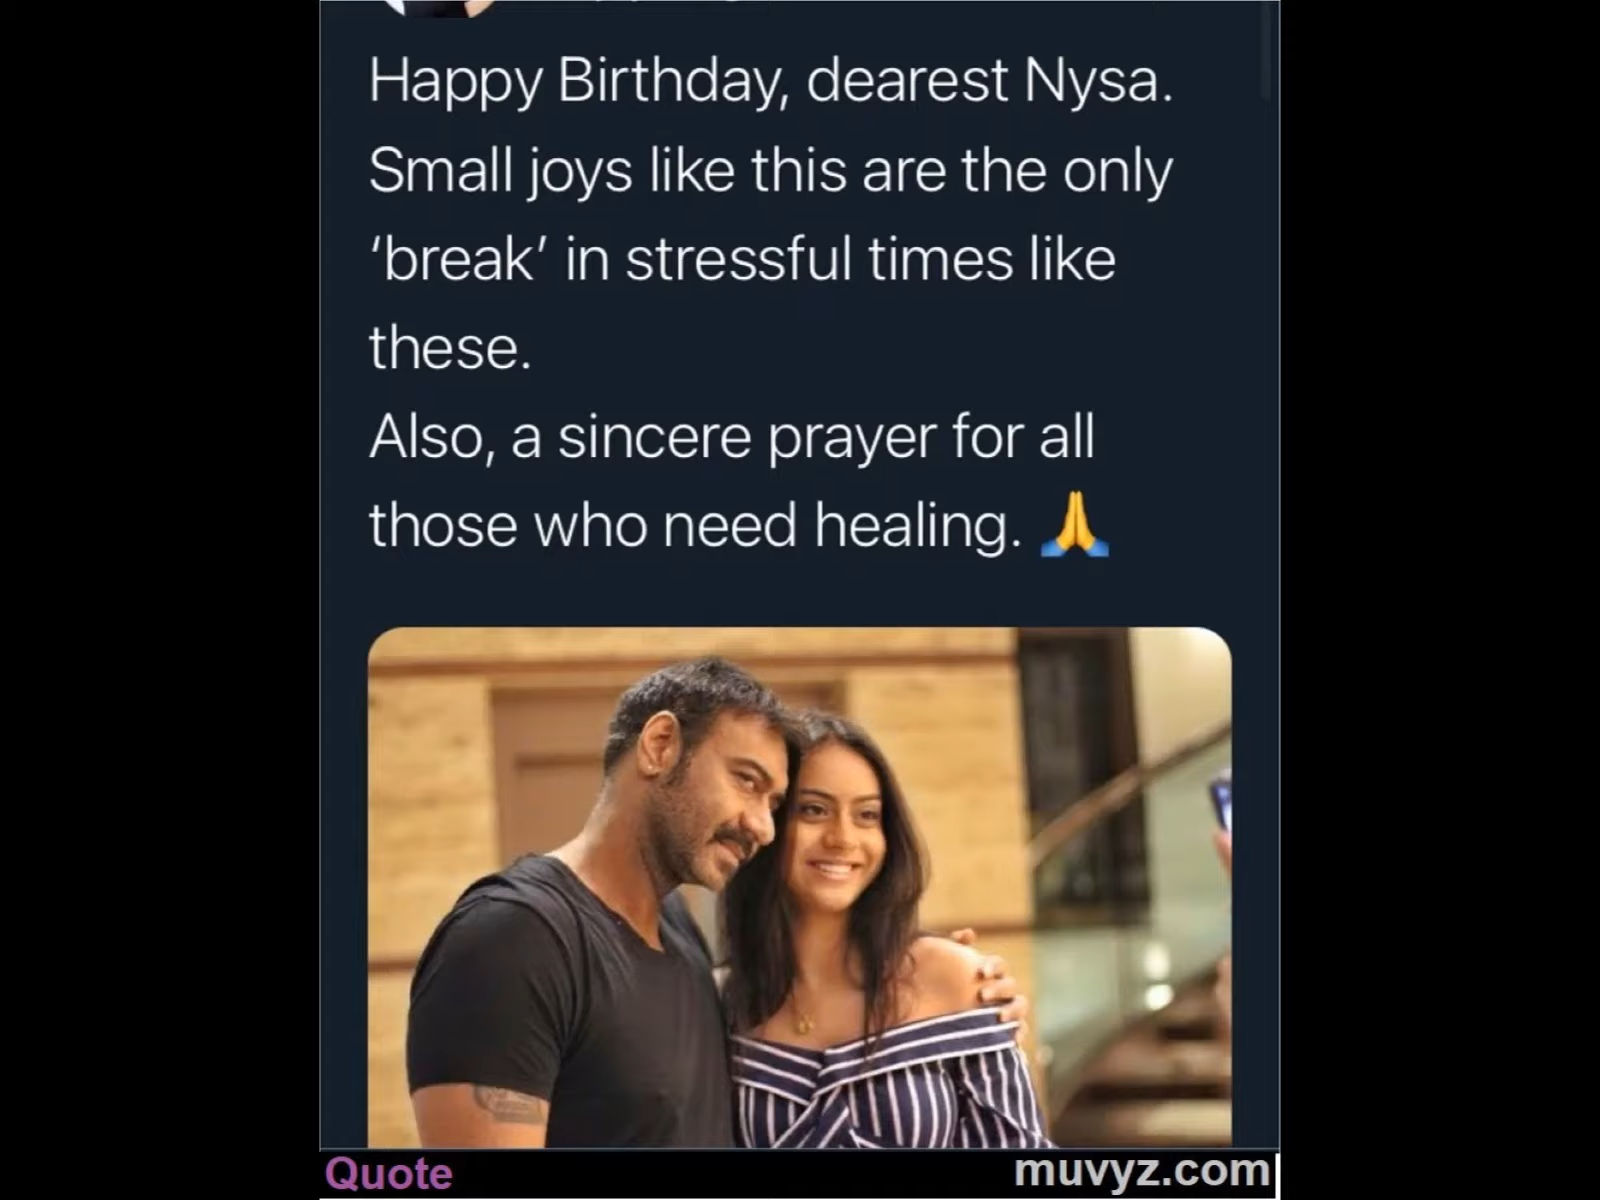 Happy Birthday, dearest Nysa.
Small joys like this are the only
‘break’ in stressful times like
these.
Also, a sincere prayer for all
those who need healing. 🙏
Quote
muvyz.com